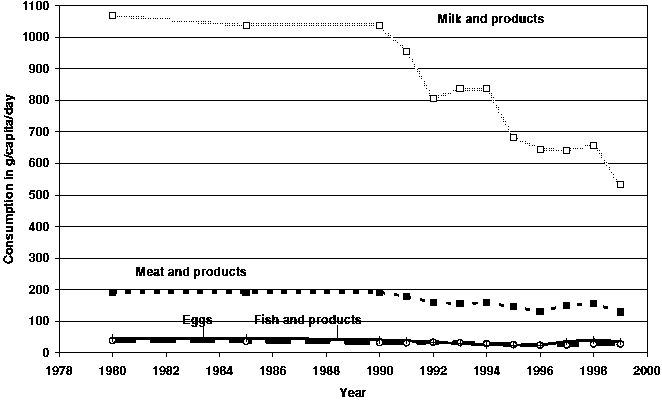 1100
Milk and products
1000
900
800
700
600
500
400
300
Meat and products
200
Eggs Fish and products
100
0
Consumption in g/capita/day
1978 1980 1982 1984 1986 1988 1990 1992 1994 1996 1998 2000
Year